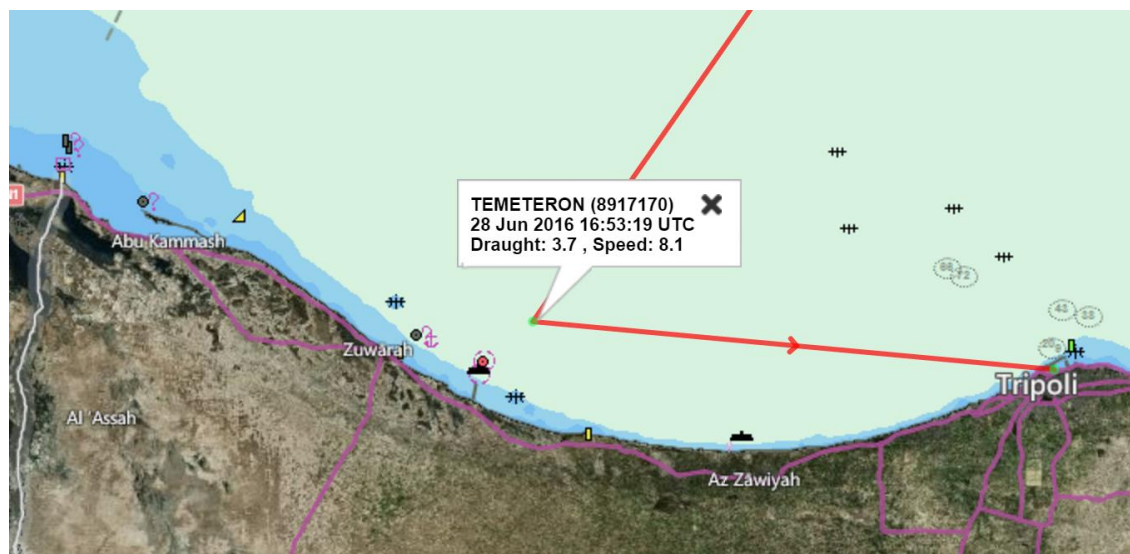 TEMETERON (8917170)
28 Jun 2016 16:53:19 UTC
Draught: 3.7 , Speed: 8.1
Abu Kammash
Zuwarah
Al 'Assah
Az Zāwiyah
Tripoli